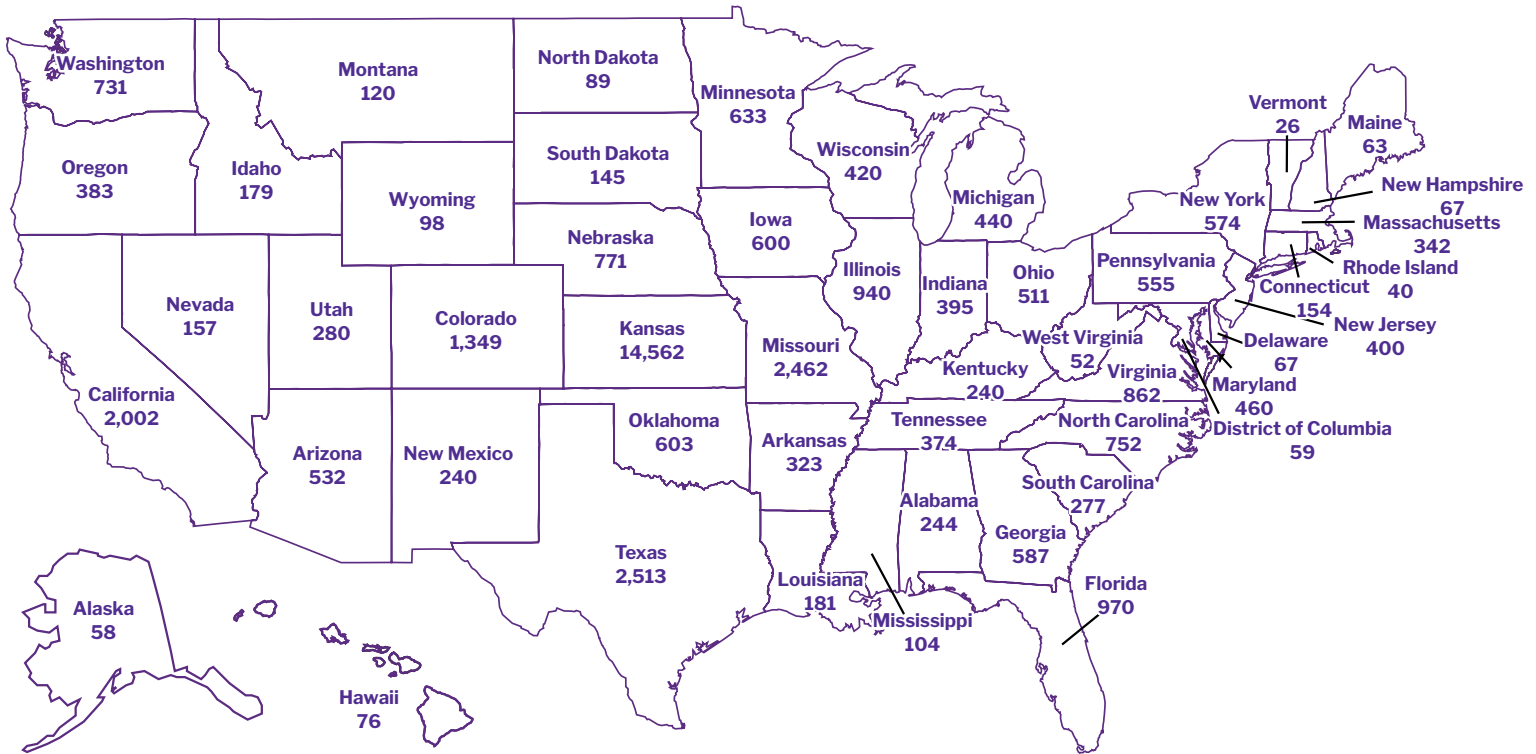 Washington
731
Montana
120
North Dakota
89
Minnesota
633
Vermont
26
Maine
63
Oregon
383
Idaho
179
Wyoming
98
South Dakota
145
Wisconsin
420
Michigan
440
New York
574
New Hampshire
67
Massachusetts
342
Rhode Island
40
Connecticut
154
New Jersey
400
Nevada
157
Utah
280
Colorado
1,349
Nebraska
771
Iowa
600
Illinois
940
Indiana
395
Ohio
511
Pennsylvania
555
Delaware
67
Maryland
460
District of Columbia
59
California
2,002
Kansas
14,562
Missouri
2,462
Kentucky
240
West Virginia
52
Virginia
862
Arizona
532
New Mexico
240
Oklahoma
603
Arkansas
323
Tennessee
374
North Carolina
752
South Carolina
277
Texas
2,513
Louisiana
181
Mississippi
104
Alabama
244
Georgia
587
Florida
970
Alaska
58
Hawaii
76